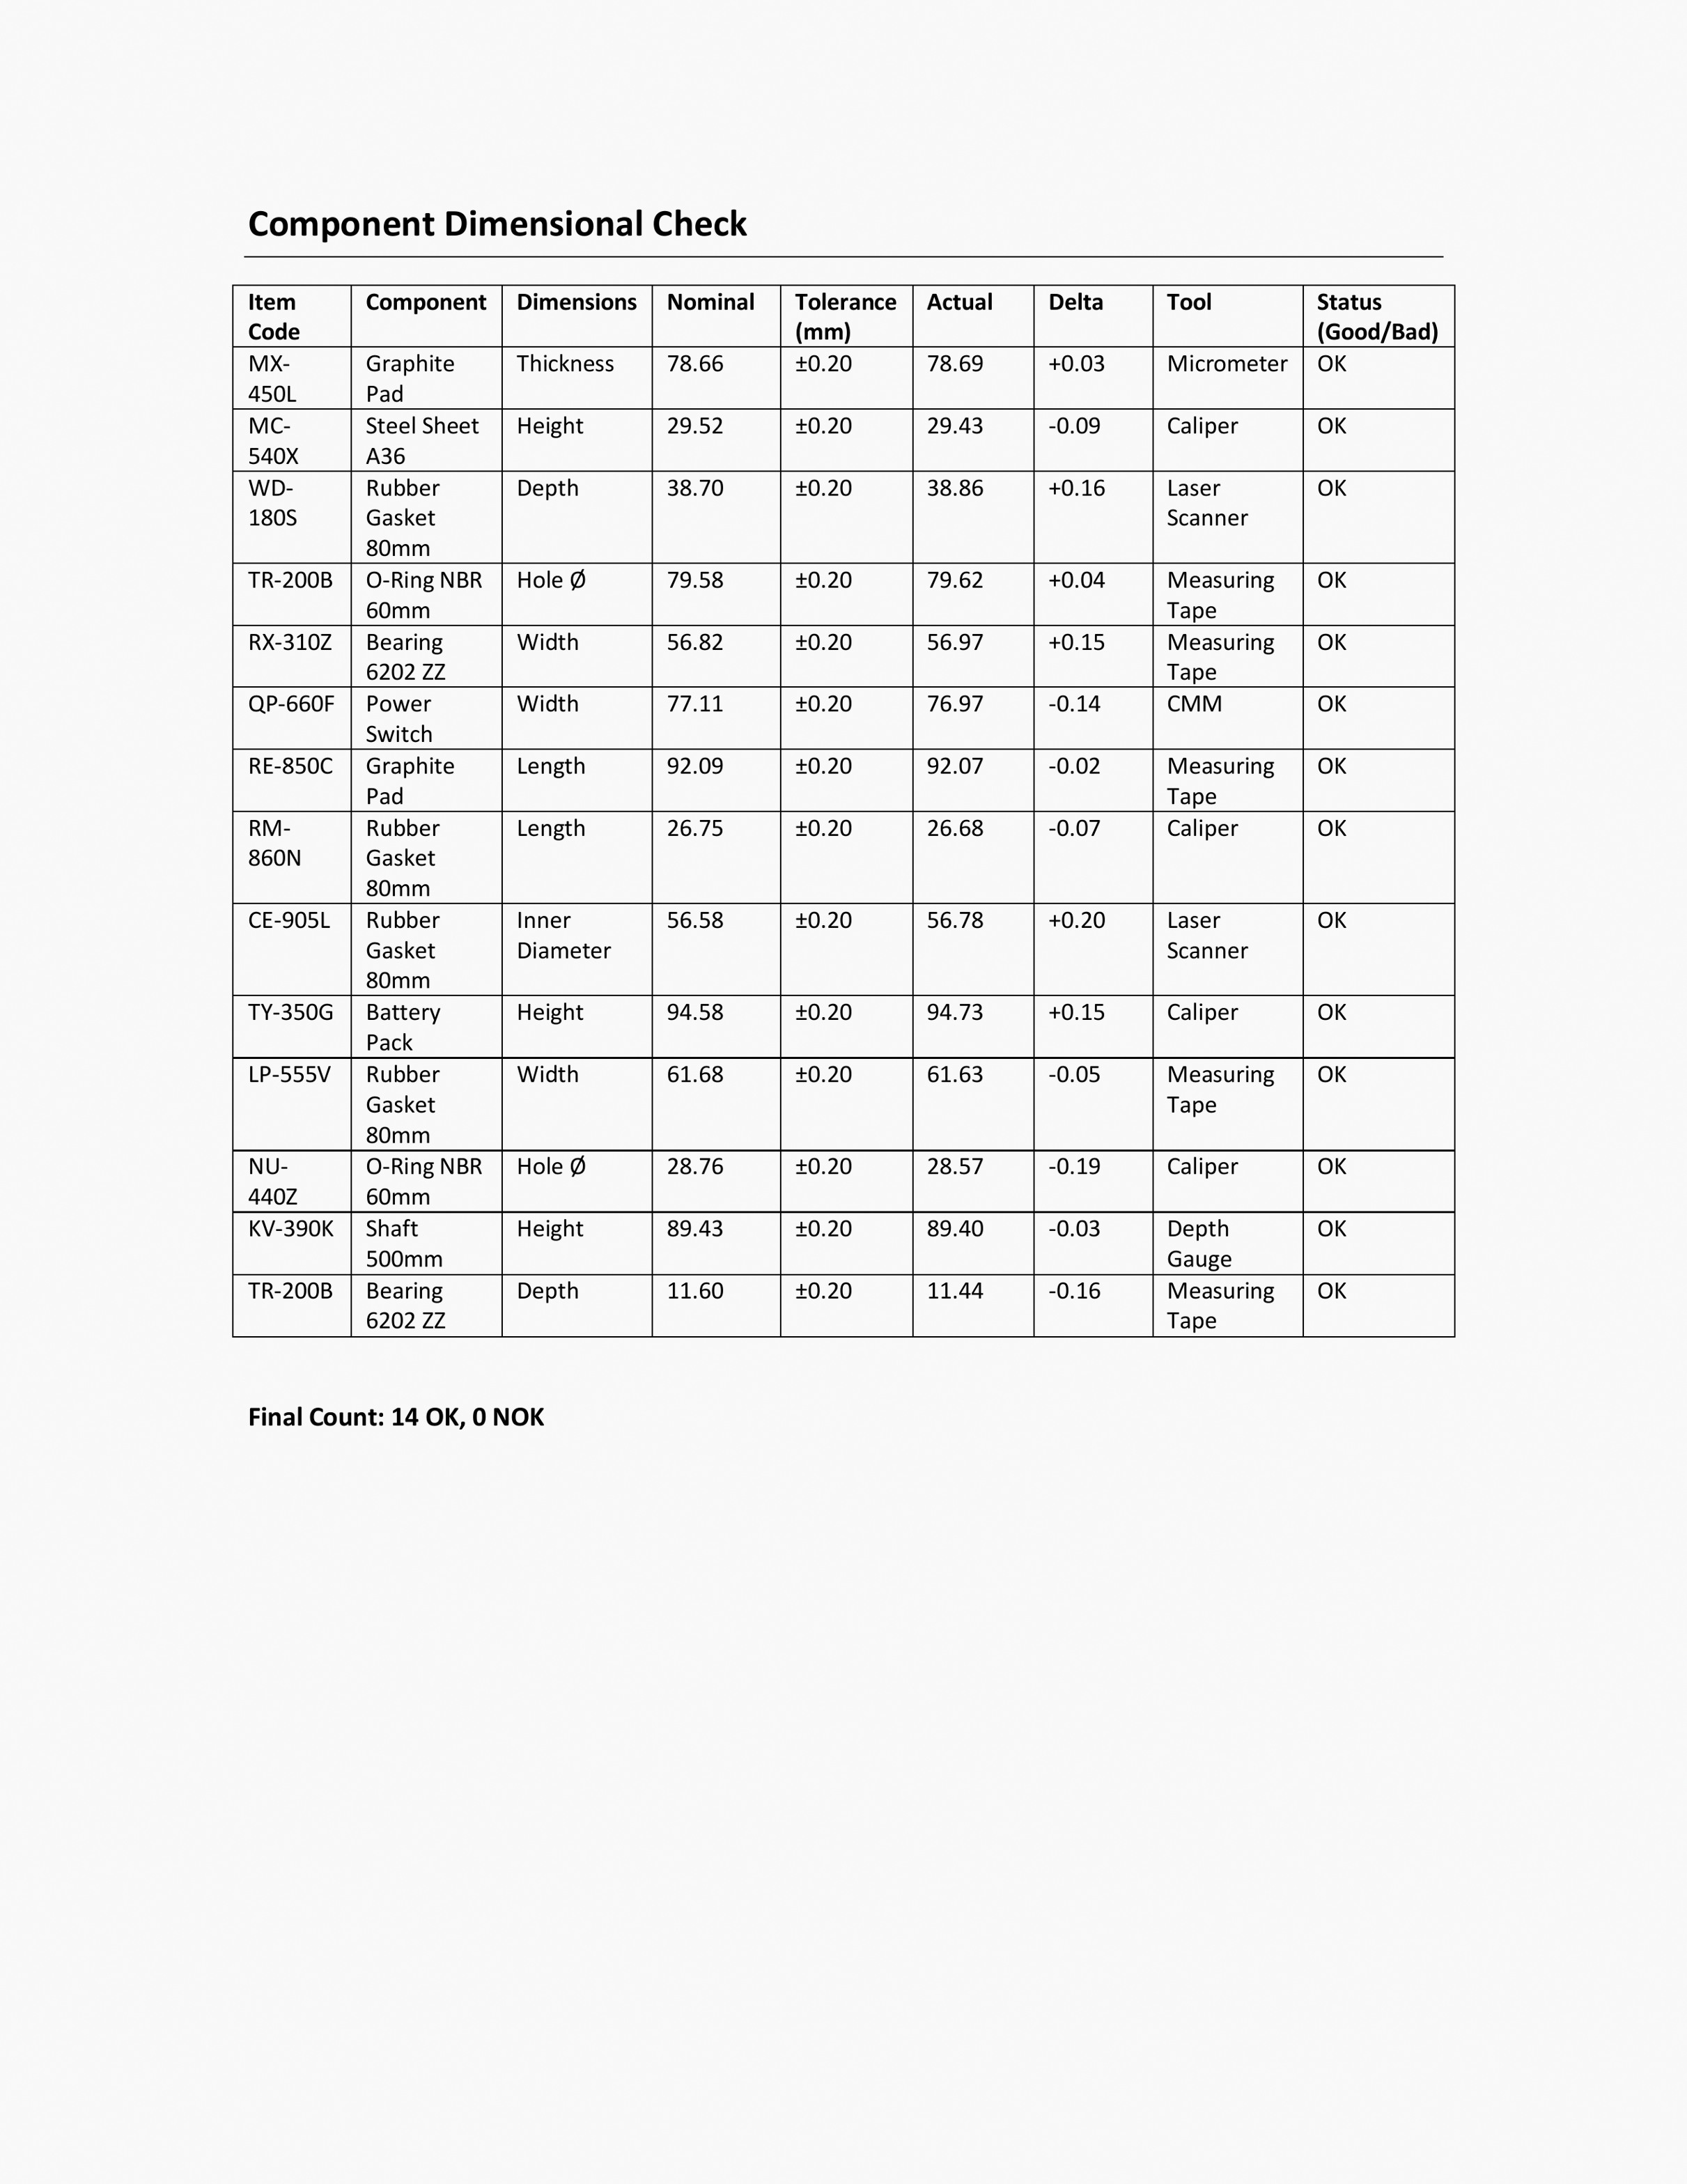 Component Dimensional Check
Item Code Component Dimensions Nominal Tolerance (mm) Actual Delta Tool Status (Good/Bad)
MX-450L Graphite Pad Thickness 78.66 ±0.20 78.69 +0.03 Micrometer OK
MC-540X Steel Sheet A36 Height 29.52 ±0.20 29.43 -0.09 Caliper OK
WD-180S Rubber Gasket 80mm Depth 38.70 ±0.20 38.86 +0.16 Laser Scanner OK
TR-200B O-Ring NBR 60mm Hole Ø 79.58 ±0.20 79.62 +0.04 Measuring Tape OK
RX-310Z Bearing 6202 ZZ Width 56.82 ±0.20 56.97 +0.15 Measuring Tape OK
QP-660F Power Switch Width 77.11 ±0.20 76.97 -0.14 CMM OK
RE-850C Graphite Pad Length 92.09 ±0.20 92.07 -0.02 Measuring Tape OK
RM-860N Rubber Gasket 80mm Length 26.75 ±0.20 26.68 -0.07 Caliper OK
CE-905L Rubber Gasket 80mm Inner Diameter 56.58 ±0.20 56.78 +0.20 Laser Scanner OK
TY-350G Battery Pack Height 94.58 ±0.20 94.73 +0.15 Caliper OK
LP-555V Rubber Gasket 80mm Width 61.68 ±0.20 61.63 -0.05 Measuring Tape OK
NU-440Z O-Ring NBR 60mm Hole Ø 28.76 ±0.20 28.57 -0.19 Caliper OK
KV-390K Shaft 500mm Height 89.43 ±0.20 89.40 -0.03 Depth Gauge OK
TR-200B Bearing 6202 ZZ Depth 11.60 ±0.20 11.44 -0.16 Measuring Tape OK
Final Count: 14 OK, 0 NOK